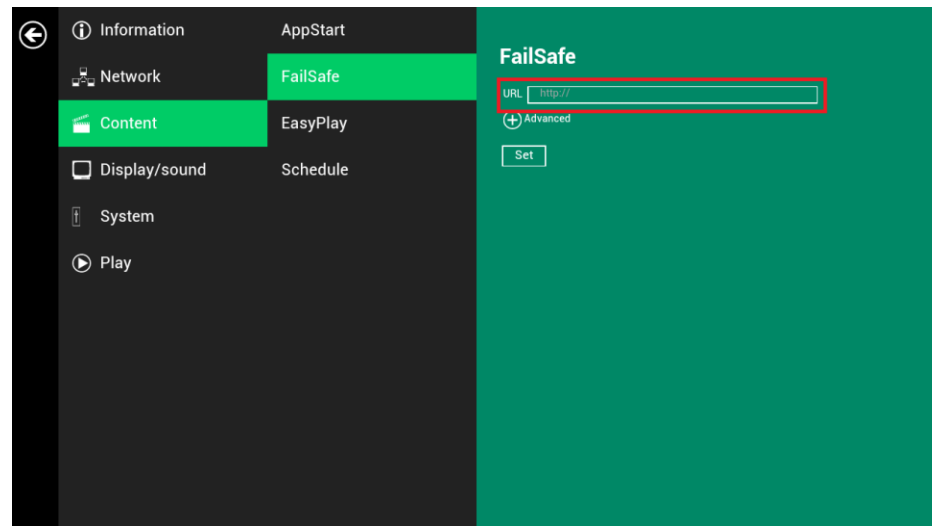 Information
Network
Content
Display/sound
System
Play
AppStart
FailSafe
EasyPlay
Schedule
FailSafe
URL http://
Advanced
Set